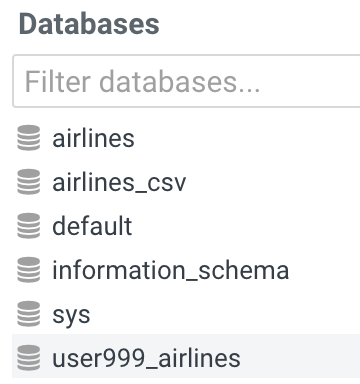 Databases
Filter databases...
airlines
airlines_csv
default
information_schema
sys
user999_airlines